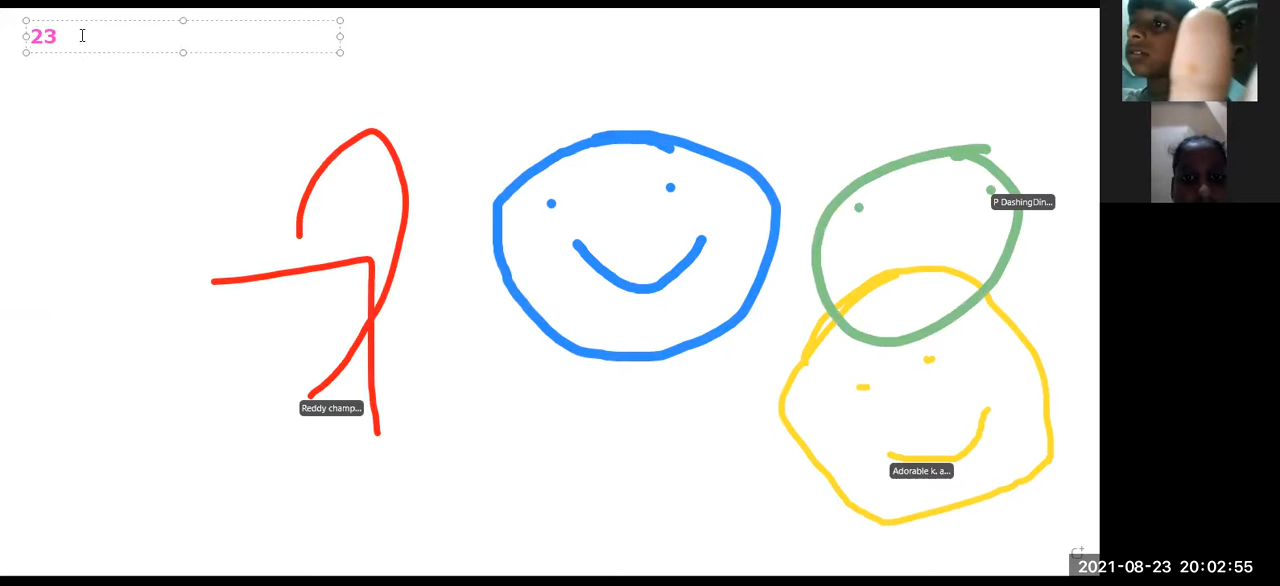 23
P DashingDin...
Reddy champ...
Adorable k. a...
2021-08-23 20:02:55